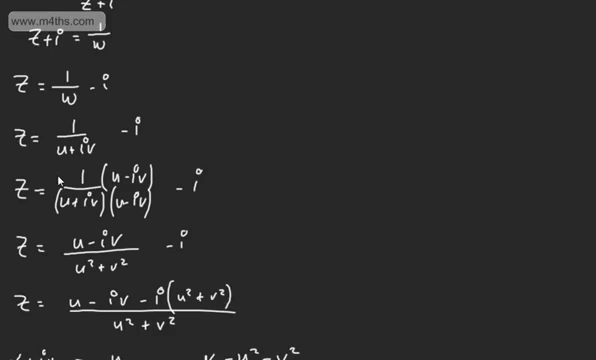 z+i
www.m4ths.com
z+i = 1/w
z = 1/w - i
z = 1/(u+iv) - i
z = 1(u-iv)/(u+iv)(u-iv) - i
z = (u-iv)/(u²+v²) - i
z = (u - iv - i(u²+v²))/(u²+v²)